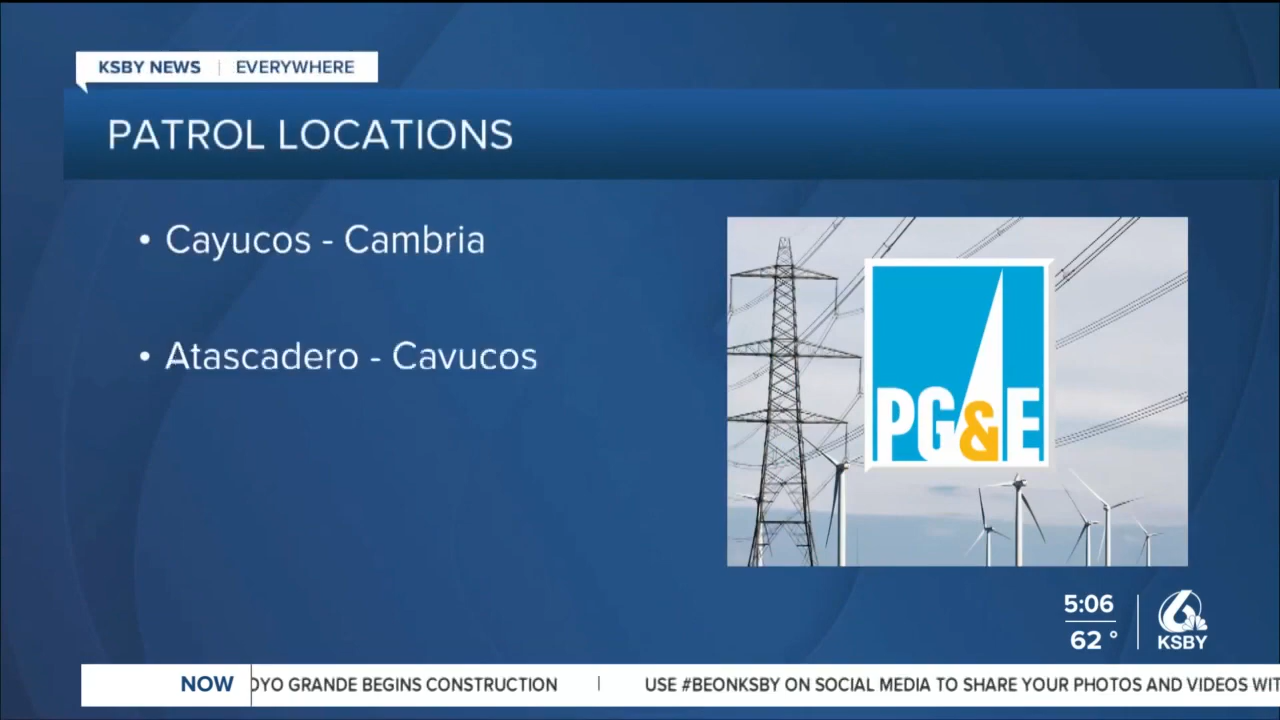 KSBY NEWS | EVERYWHERE
PATROL LOCATIONS
• Cayucos - Cambria
• Atascadero - Cavucos
PG&E
5:06
62 °
6
KSBY
NOW
OYO GRANDE BEGINS CONSTRUCTION | USE #BEONKSBY ON SOCIAL MEDIA TO SHARE YOUR PHOTOS AND VIDEOS WIT